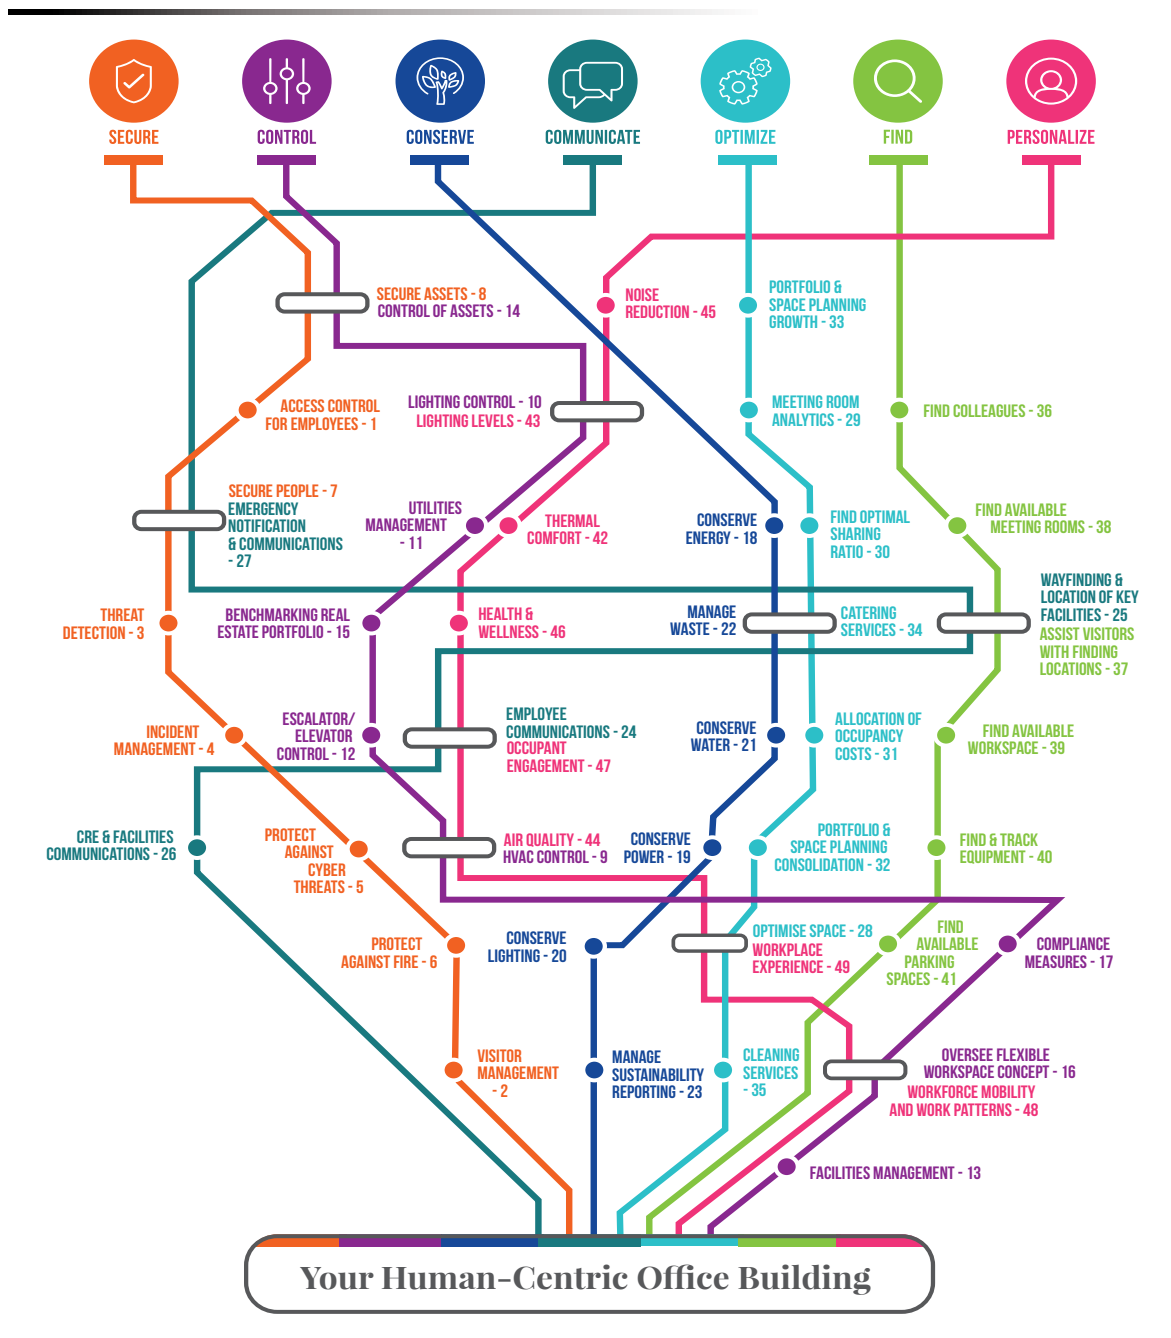 SECURE
CONTROL
CONSERVE
COMMUNICATE
OPTIMIZE
FIND
PERSONALIZE
SECURE ASSETS - 8
CONTROL OF ASSETS - 14
NOISE
REDUCTION - 45
PORTFOLIO &
SPACE PLANNING
GROWTH - 33
ACCESS CONTROL
FOR EMPLOYEES - 1
LIGHTING CONTROL - 10
LIGHTING LEVELS - 43
MEETING ROOM
ANALYTICS - 29
FIND COLLEAGUES - 36
SECURE PEOPLE - 7
EMERGENCY
NOTIFICATION
& COMMUNICATIONS
- 27
UTILITIES
MANAGEMENT
- 11
THERMAL
COMFORT - 42
CONSERVE
ENERGY - 18
FIND OPTIMAL
SHARING
RATIO - 30
FIND AVAILABLE
MEETING ROOMS - 38
THREAT
DETECTION - 3
BENCHMARKING REAL
ESTATE PORTFOLIO - 15
HEALTH &
WELLNESS - 46
MANAGE
WASTE - 22
CATERING
SERVICES - 34
WAYFINDING &
LOCATION OF KEY
FACILITIES - 25
ASSIST VISITORS
WITH FINDING
LOCATIONS - 37
INCIDENT
MANAGEMENT - 4
ESCALATOR/
ELEVATOR
CONTROL - 12
EMPLOYEE
COMMUNICATIONS - 24
OCCUPANT
ENGAGEMENT - 47
CONSERVE
WATER - 21
ALLOCATION OF
OCCUPANCY
COSTS - 31
FIND AVAILABLE
WORKSPACE - 39
CRE & FACILITIES
COMMUNICATIONS - 26
PROTECT
AGAINST
CYBER
THREATS - 5
AIR QUALITY - 44
HVAC CONTROL - 9
CONSERVE
POWER - 19
PORTFOLIO &
SPACE PLANNING
CONSOLIDATION - 32
FIND & TRACK
EQUIPMENT - 40
PROTECT
AGAINST FIRE - 6
CONSERVE
LIGHTING - 20
OPTIMISE SPACE - 28
WORKPLACE
EXPERIENCE - 49
FIND
AVAILABLE
PARKING
SPACES - 41
COMPLIANCE
MEASURES - 17
VISITOR
MANAGEMENT
- 2
MANAGE
SUSTAINABILITY
REPORTING - 23
CLEANING
SERVICES
- 35
OVERSEE FLEXIBLE
WORKSPACE CONCEPT - 16
WORKFORCE MOBILITY
AND WORK PATTERNS - 48
FACILITIES MANAGEMENT - 13
Your Human-Centric Office Building